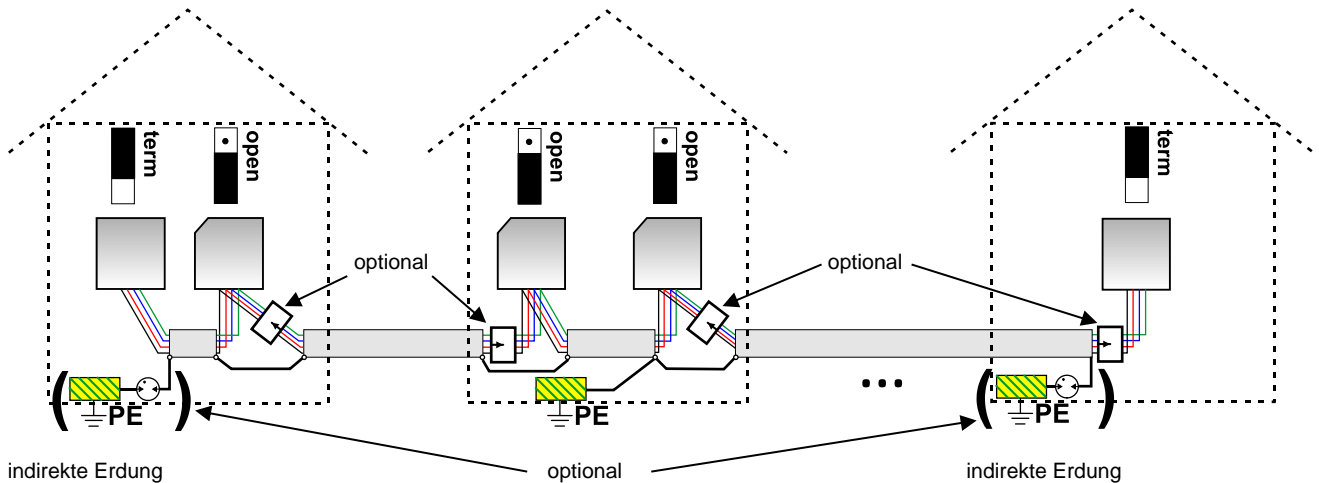 term
open
open
open
term
optional
optional
PE
PE
PE
...
indirekte Erdung
optional
indirekte Erdung